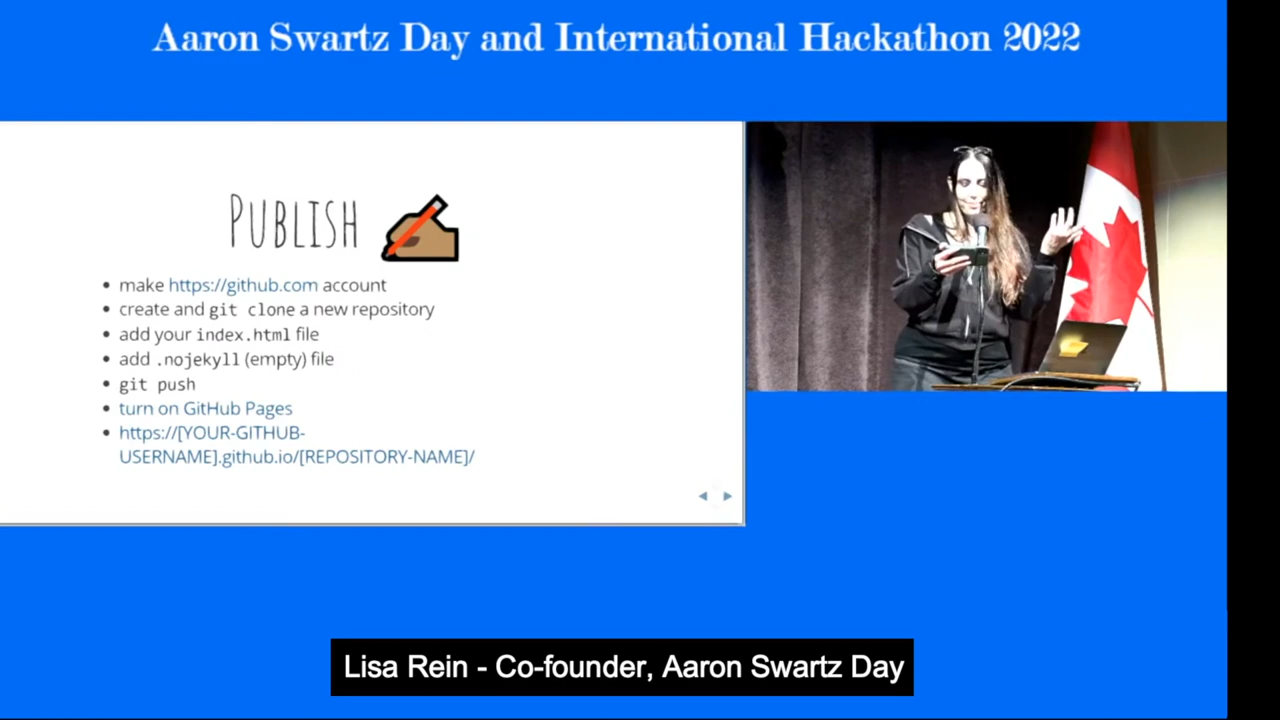 Aaron Swartz Day and International Hackathon 2022
PUBLISH
make https://github.com account
create and git clone a new repository
add your index.html file
add .nojekyll (empty) file
git push
turn on GitHub Pages
https://[YOUR-GITHUB-
USERNAME].github.io/[REPOSITORY-NAME]/
Lisa Rein - Co-founder, Aaron Swartz Day